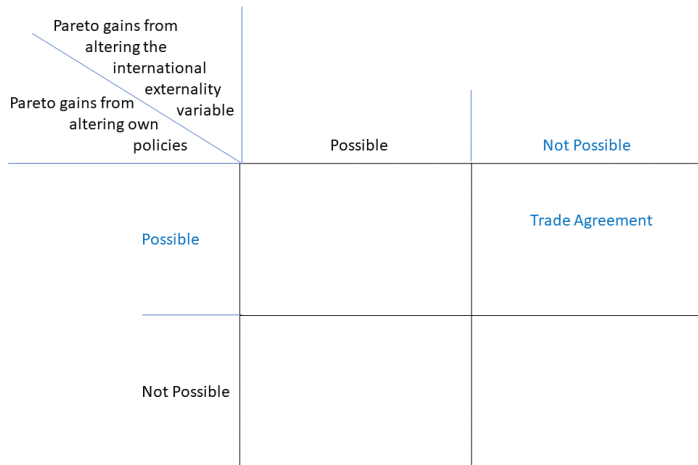 Pareto gains from
altering the
international
externality
variable
Pareto gains from
altering own
policies
Possible
Not Possible
Possible
Trade Agreement
Not Possible